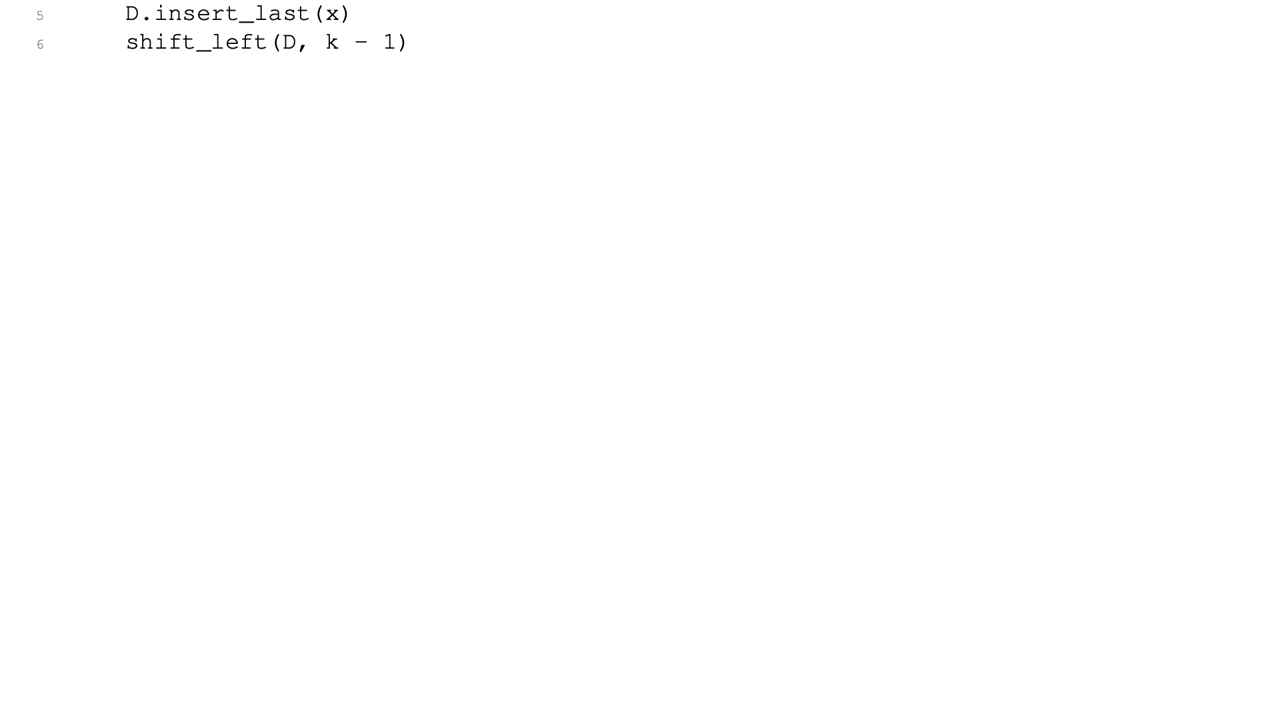 5 D.insert_last(x)
6 shift_left(D, k - 1)